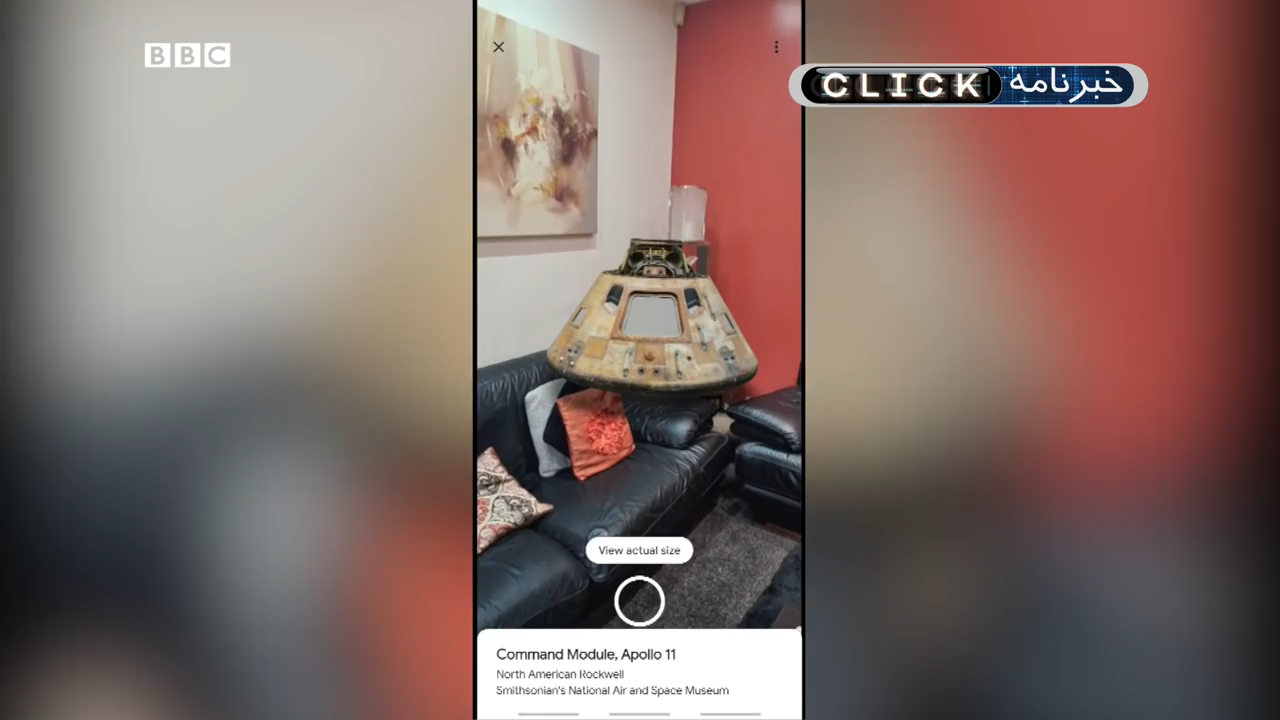 BBC
CLICK خبرنامه
View actual size
Command Module, Apollo 11
North American Rockwell
Smithsonian's National Air and Space Museum